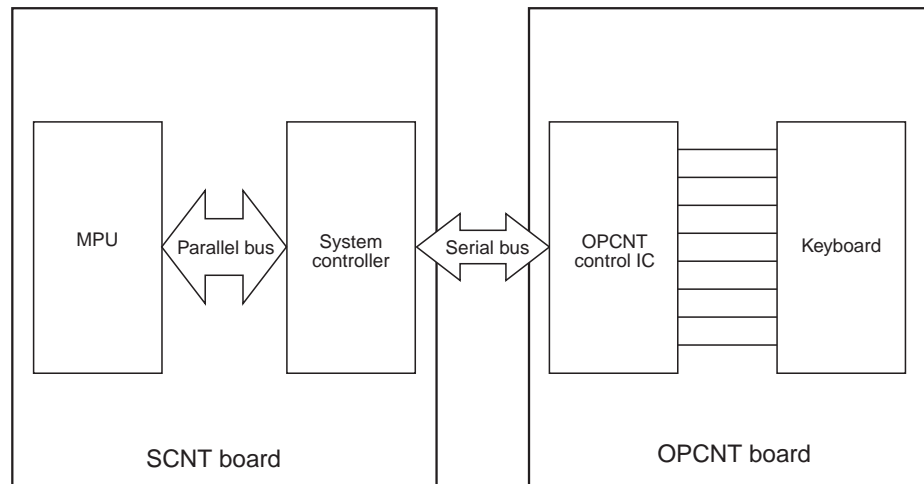 MPU
Parallel bus
System
controller
Serial bus
OPCNT
control IC
Keyboard
SCNT board
OPCNT board